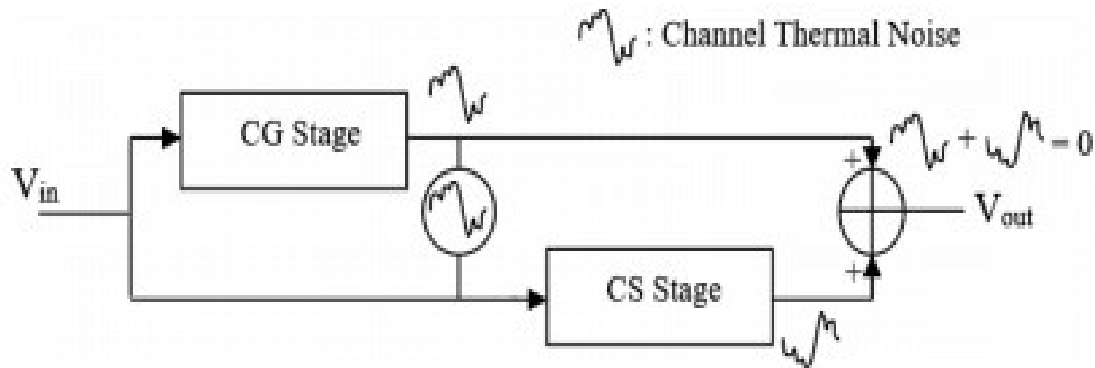 : Channel Thermal Noise
CG Stage
V_in
+
+ = 0
V_out
+
CS Stage